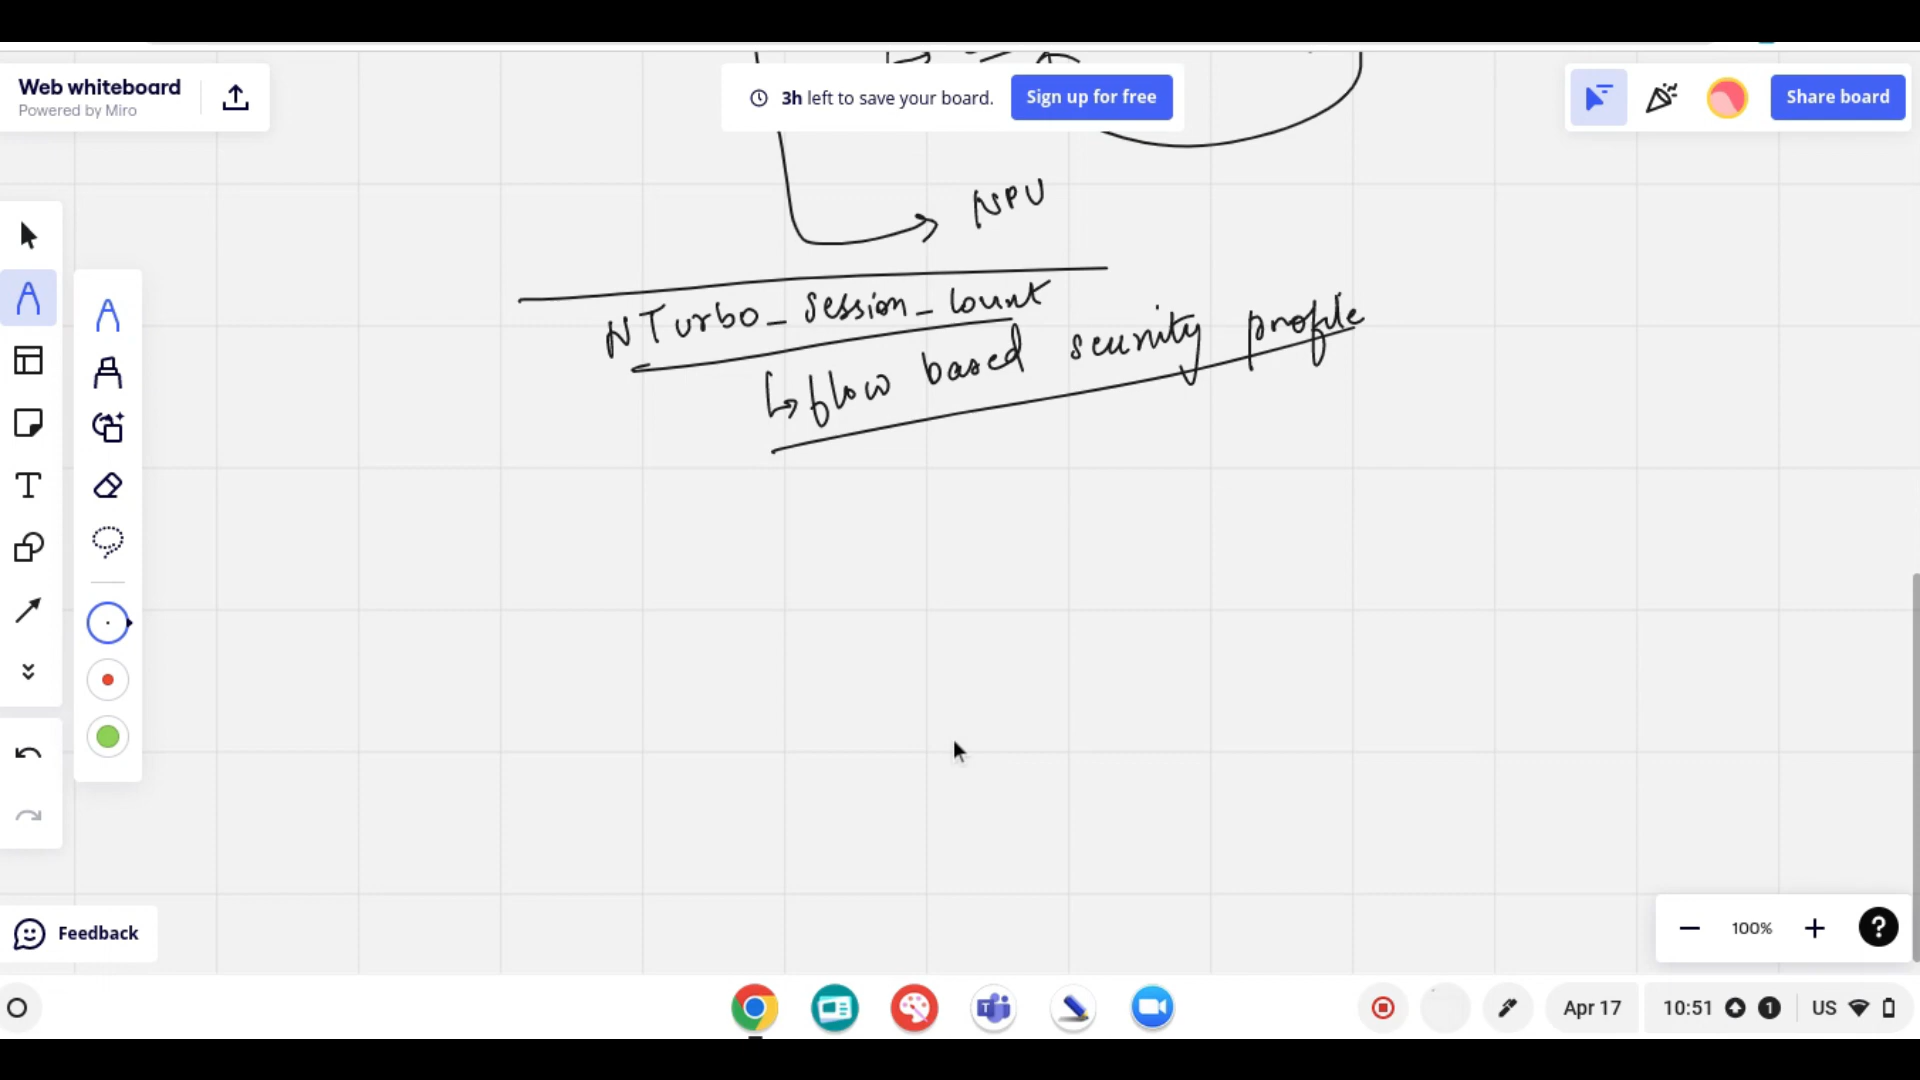 Web whiteboard
Powered by Miro
3h left to save your board.
Sign up for free
Share board
NPU
NTurbo_Session_Count
↳ flow based security profile
T
Feedback
100%
?
Apr 17
10:51
1
US